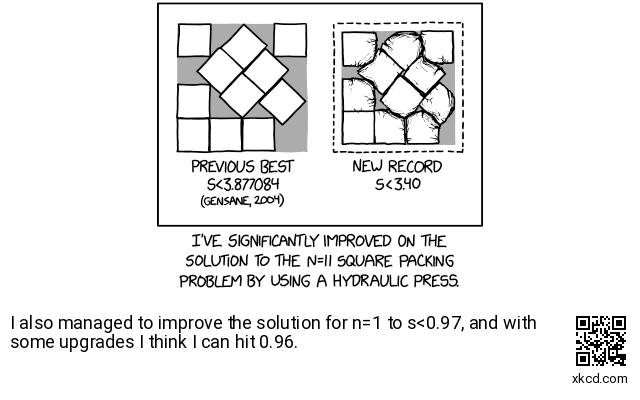 PREVIOUS BEST
S<3.877084
(GENSANE, 2004)
NEW RECORD
S<3.40
I'VE SIGNIFICANTLY IMPROVED ON THE
SOLUTION TO THE N=11 SQUARE PACKING
PROBLEM BY USING A HYDRAULIC PRESS.
I also managed to improve the solution for n=1 to s<0.97, and with
some upgrades I think I can hit 0.96.
xkcd.com